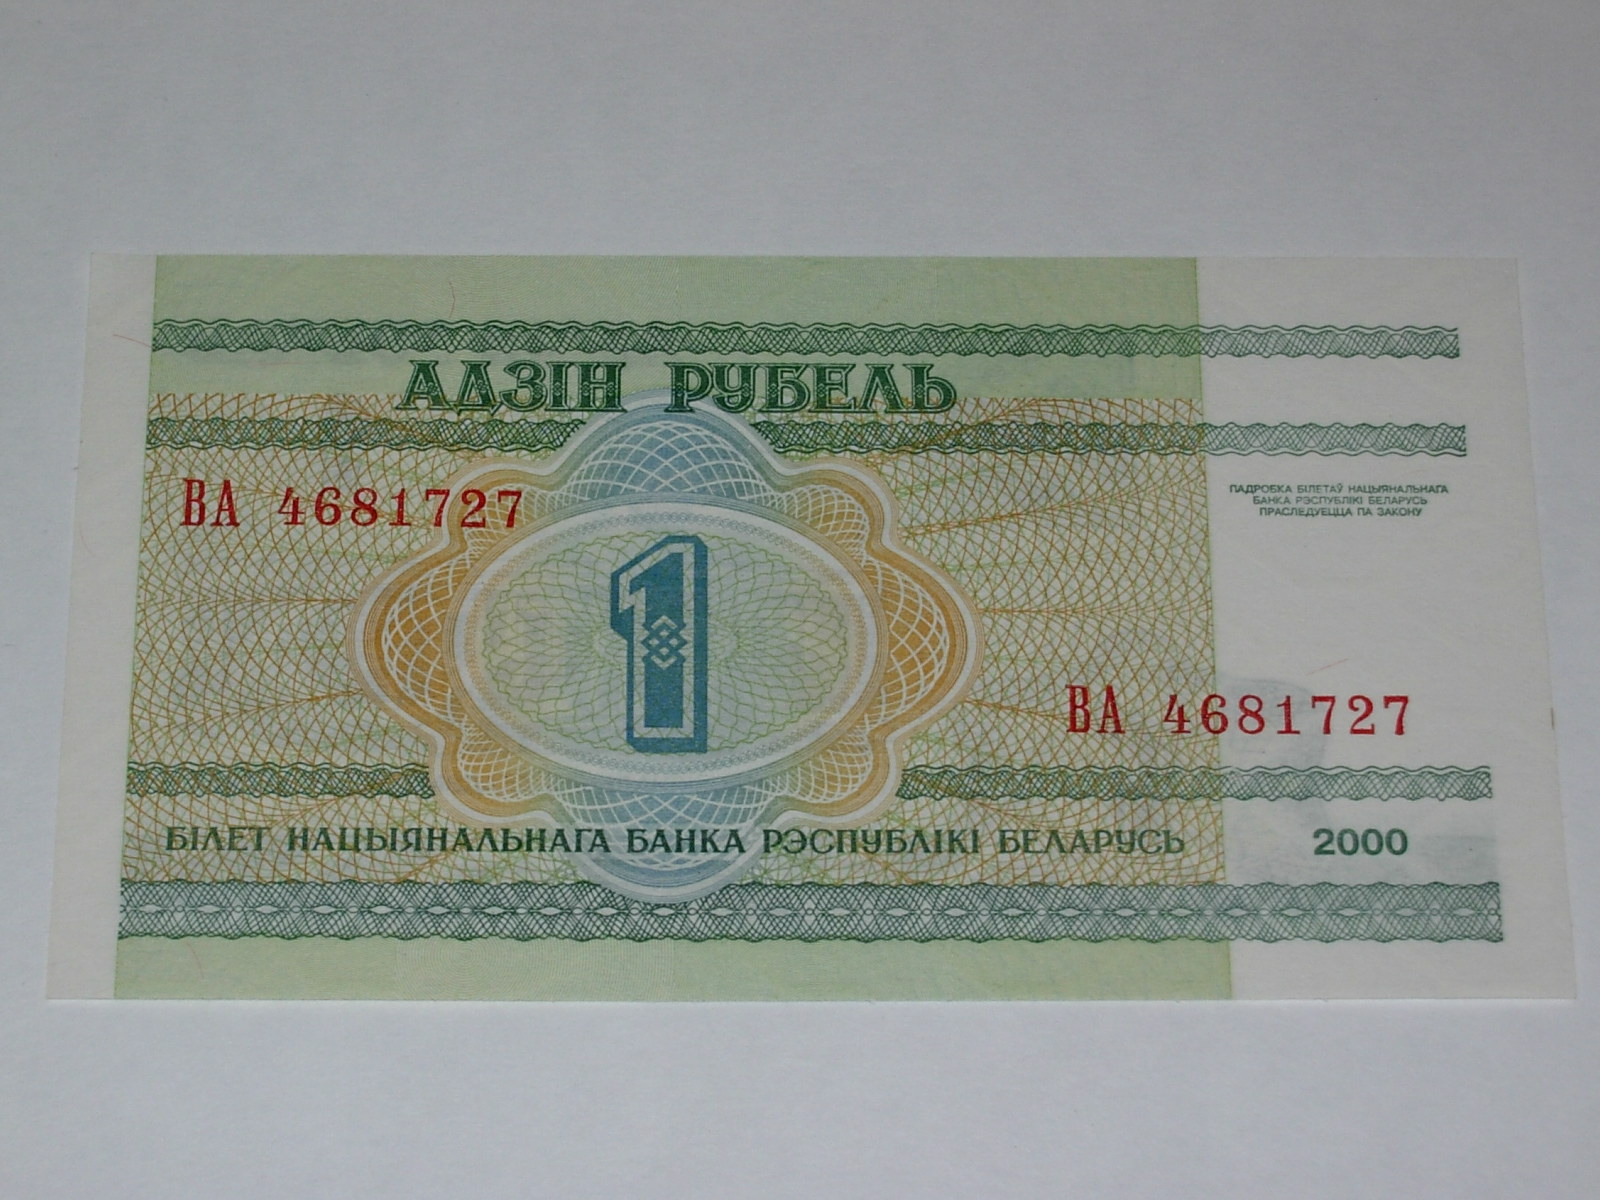 АДЗІН РУБЕЛЬ
ВА 4681727
ПАДРОБКА БІЛЕТАЎ НАЦЫЯНАЛЬНАГА
БАНКА РЭСПУБЛІКІ БЕЛАРУСЬ
ПРАСЛЕДУЕЦЦА ПА ЗАКОНУ
1
ВА 4681727
БІЛЕТ НАЦЫЯНАЛЬНАГА БАНКА РЭСПУБЛІКІ БЕЛАРУСЬ
2000